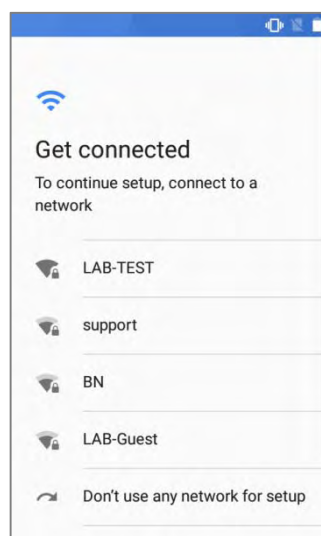 Get connected
To continue setup, connect to a
network
LAB-TEST
support
BN
LAB-Guest
Don't use any network for setup